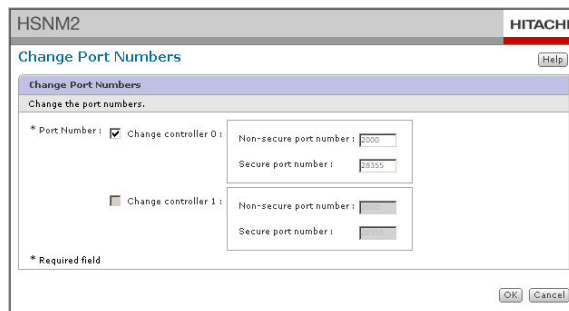 HSNM2
HITACHI
Change Port Numbers
Help
Change Port Numbers
Change the port numbers.
* Port Number : Change controller 0 :
Non-secure port number : 2000
Secure port number : 28355
Change controller 1 :
Non-secure port number :
Secure port number :
* Required field
OK Cancel